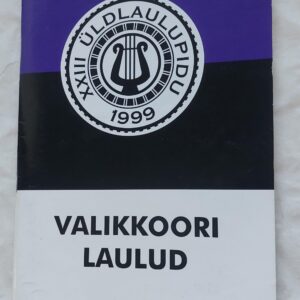 XXIII ÜLDLAULUPIDU
1999
VALIKKOORI
LAULUD